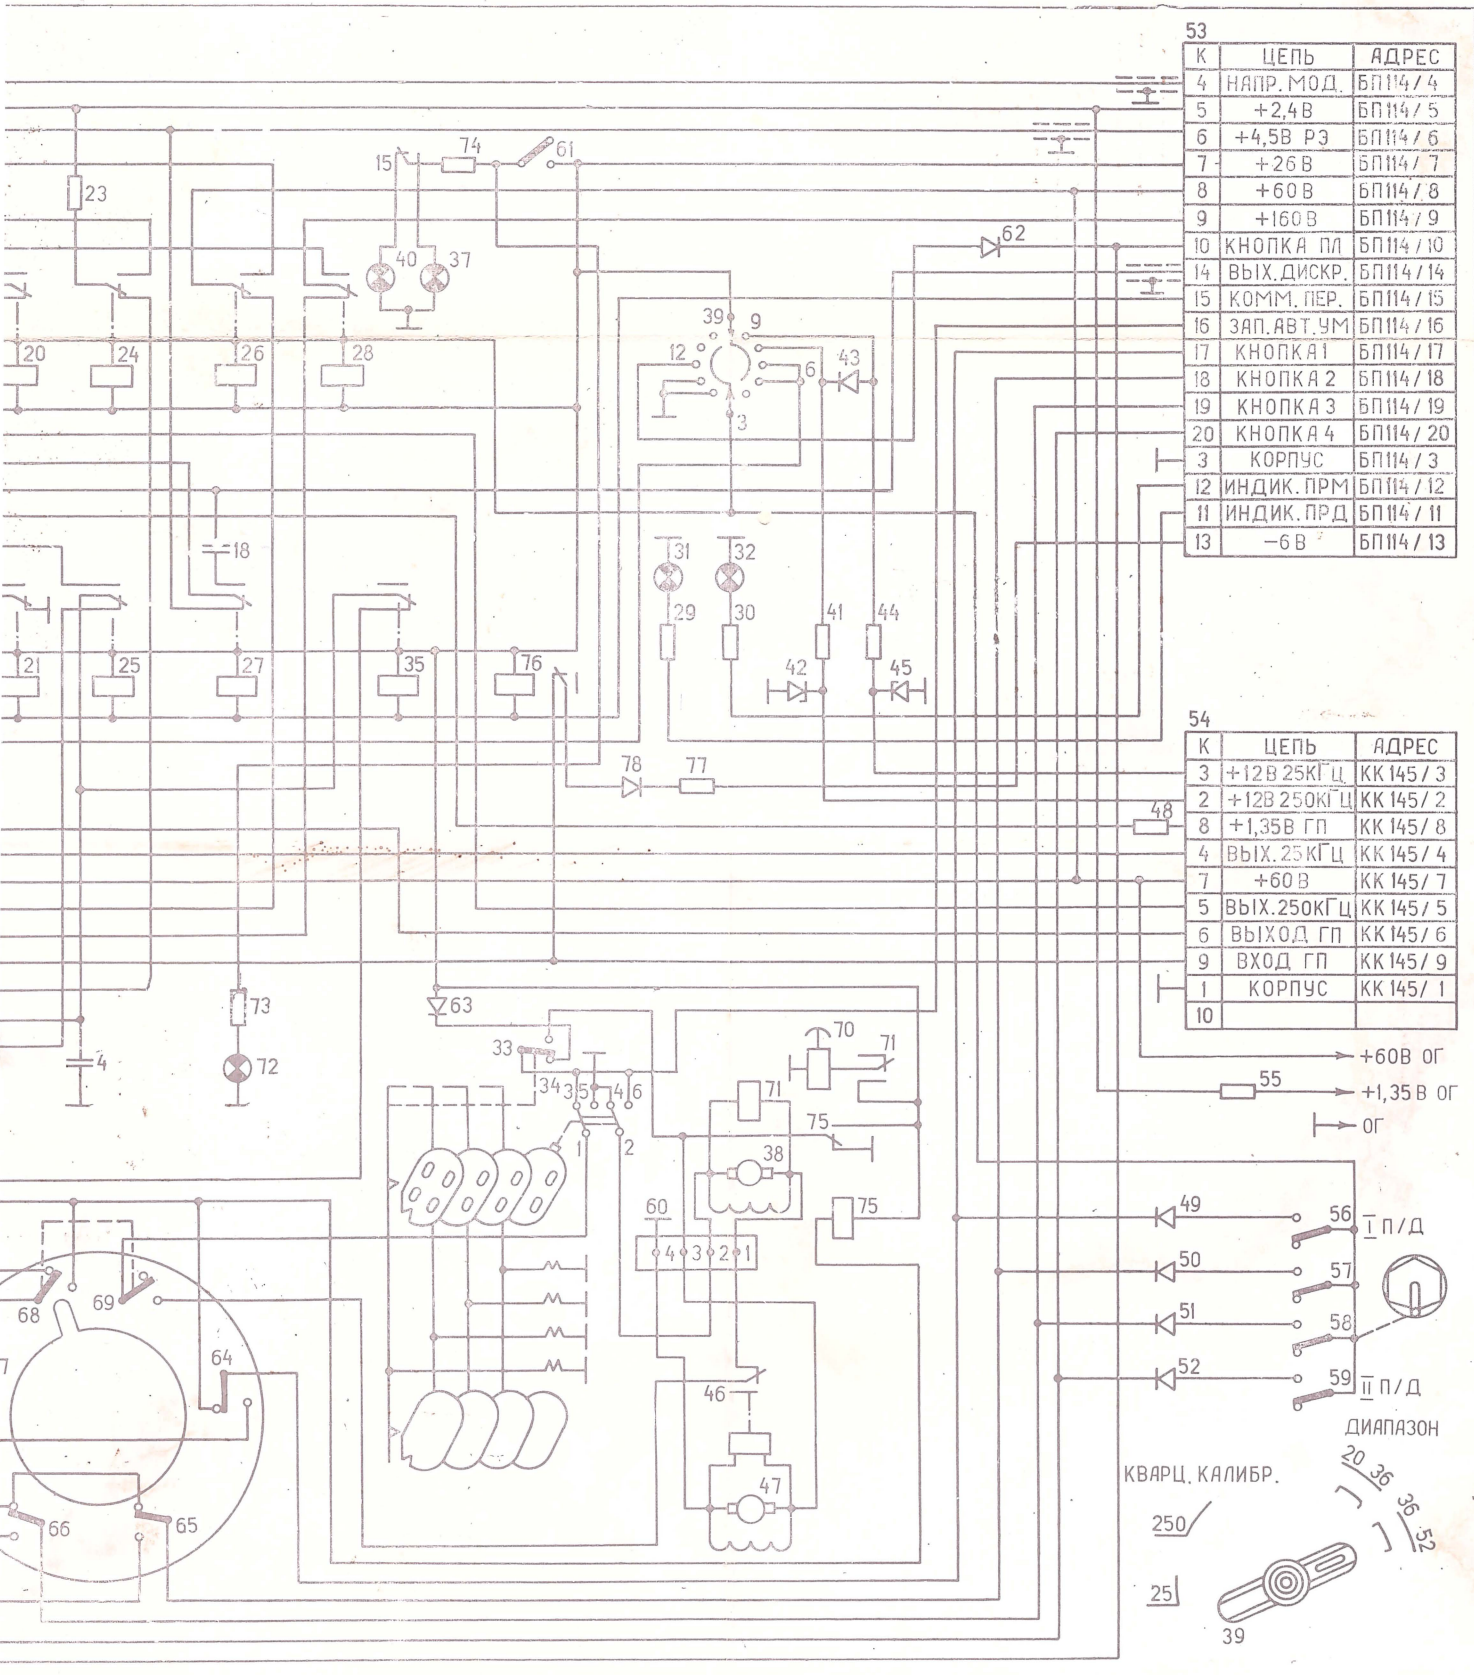 53
К ЦЕПЬ АДРЕС
4 НАПР. МОД. БП114/4
5 +2,4В БП114/5
6 +4,5В РЭ БП114/6
7 +26В БП114/7
8 +60В БП114/8
9 +160В БП114/9
10 КНОПКА ПЛ БП114/10
14 ВЫХ.ДИСКР. БП114/14
15 КОММ. ПЕР. БП114/15
16 ЗАП.АВТ.УМ БП114/16
17 КНОПКА1 БП114/17
18 КНОПКА 2 БП114/18
19 КНОПКА 3 БП114/19
20 КНОПКА 4 БП114/20
3 КОРПУС БП114/3
12 ИНДИК. ПРМ БП114/12
11 ИНДИК. ПРД БП114/11
13 −6В БП114/13
15 74 61
23
62
40 37
39 9
20 24 26 28
12 6 43
3
18
31 32
29 30 41 44
21 25 27 35 76 42 45
54
К ЦЕПЬ АДРЕС
3 +12В 25КГЦ КК145/3
2 +12В 250КГЦ КК145/2
8 +1,35В ГП КК145/8
4 ВЫХ. 25КГЦ КК145/4
7 +60В КК145/7
5 ВЫХ.250КГЦ КК145/5
6 ВЫХОД ГП КК145/6
9 ВХОД ГП КК145/9
1 КОРПУС КК145/1
10
78 77
48
73 63
70
33 71
4 72
34 3 5 4 6
71
+60В ОГ
55 +1,35В ОГ
ОГ
1 2
75
38
60 75
4 3 2 1
49 56 I П/Д
50 57
51 58
52 59 II П/Д
68 69
7 64
46
47
66 65
ДИАПАЗОН
20 36 36 52
КВАРЦ. КАЛИБР.
250
25
39